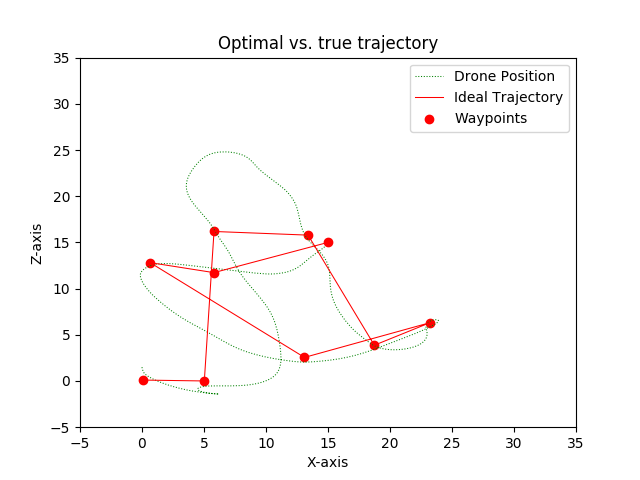 Optimal vs. true trajectory
Drone Position
Ideal Trajectory
Waypoints
Z-axis
35
30
25
20
15
10
5
0
−5
−5 0 5 10 15 20 25 30 35
X-axis